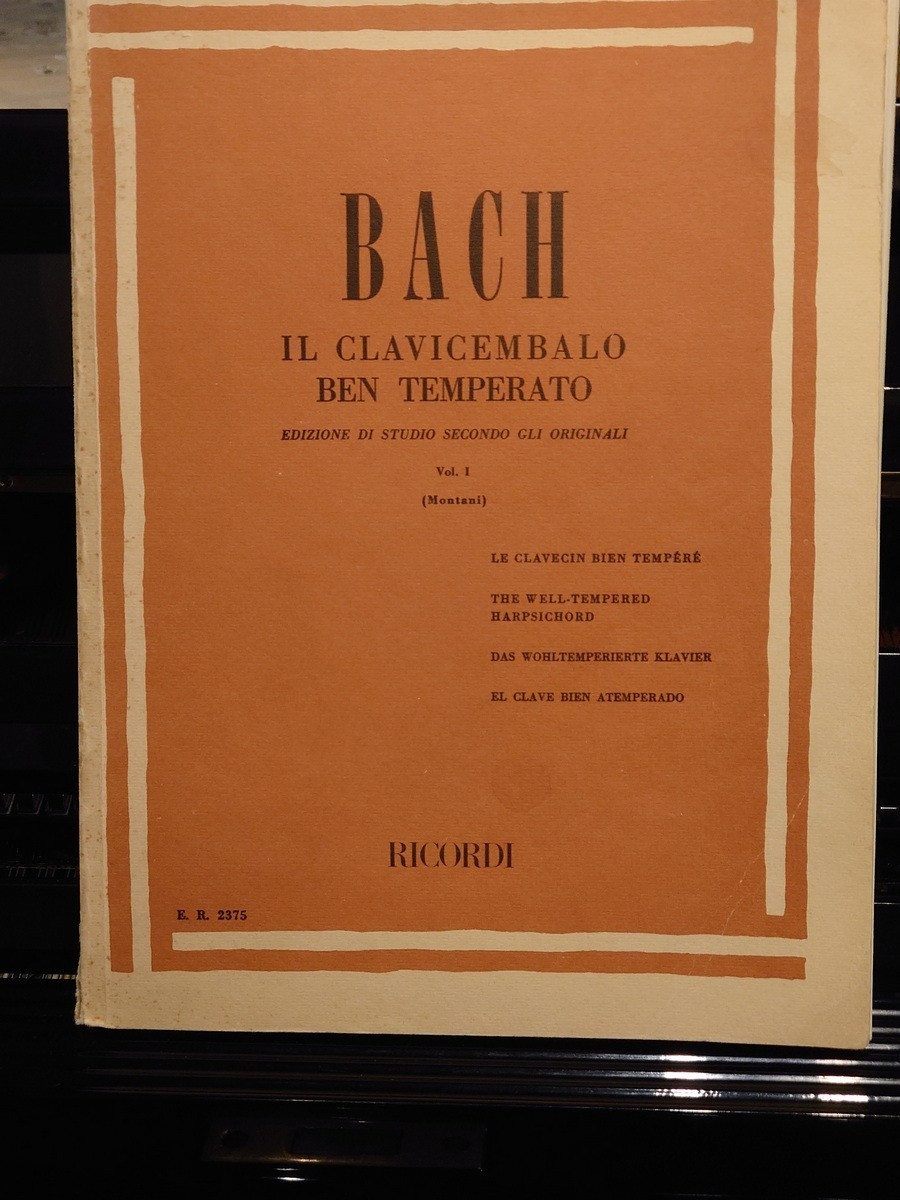 BACH
IL CLAVICEMBALO
BEN TEMPERATO
EDIZIONE DI STUDIO SECONDO GLI ORIGINALI
Vol. I
(Montani)
LE CLAVECIN BIEN TEMPÉRÉ
THE WELL-TEMPERED
HARPSICHORD
DAS WOHLTEMPERIERTE KLAVIER
EL CLAVE BIEN ATEMPERADO
RICORDI
E. R. 2375